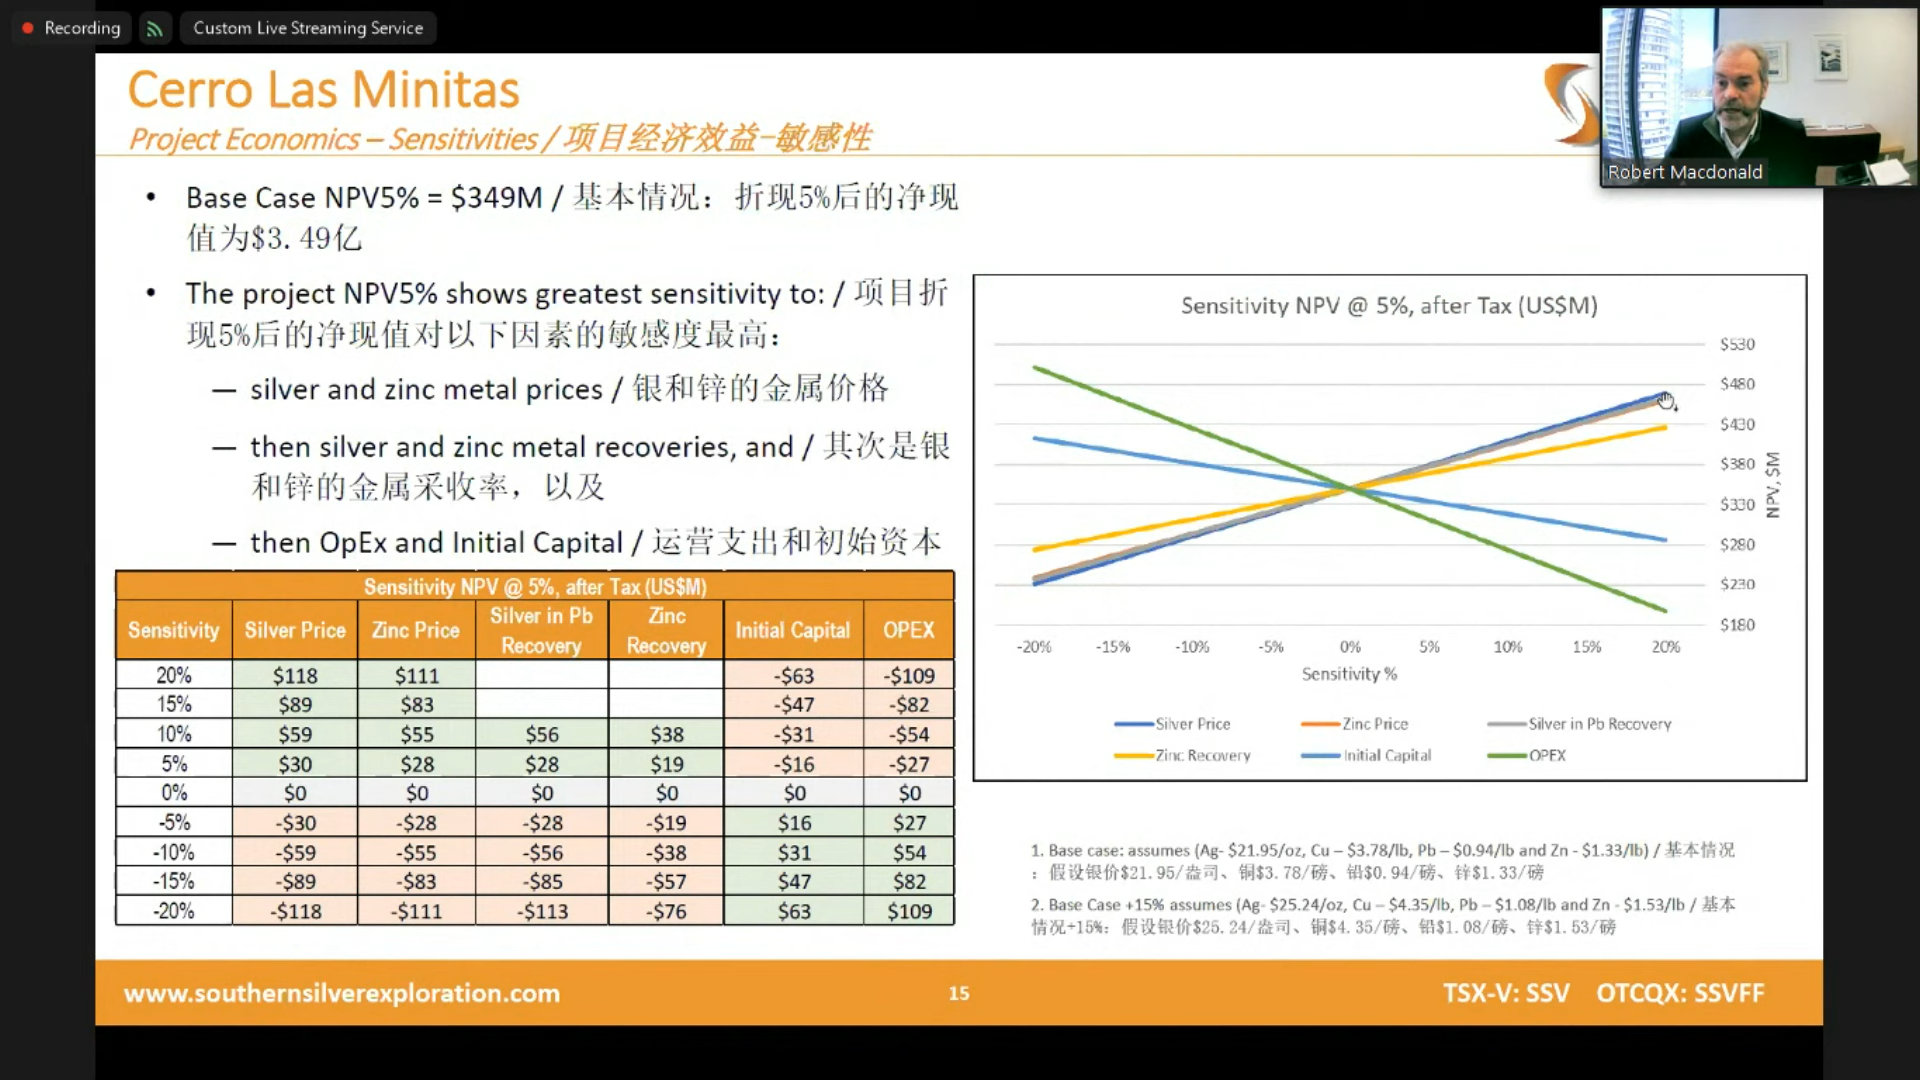 Recording
Custom Live Streaming Service
Cerro Las Minitas
Project Economics – Sensitivities / 项目经济效益-敏感性
Robert Macdonald
• Base Case NPV5% = $349M / 基本情况：折现5%后的净现
值为$3.49亿
• The project NPV5% shows greatest sensitivity to: / 项目折
现5%后的净现值对以下因素的敏感度最高：
— silver and zinc metal prices / 银和锌的金属价格
— then silver and zinc metal recoveries, and / 其次是银
和锌的金属采收率，以及
— then OpEx and Initial Capital / 运营支出和初始资本
Sensitivity NPV @ 5%, after Tax (US$M)
Sensitivity Silver Price Zinc Price Silver in Pb Recovery Zinc Recovery Initial Capital OPEX
20% $118 $111 -$63 -$109
15% $89 $83 -$47 -$82
10% $59 $55 $56 $38 -$31 -$54
5% $30 $28 $28 $19 -$16 -$27
0% $0 $0 $0 $0 $0 $0
-5% -$30 -$28 -$28 -$19 $16 $27
-10% -$59 -$55 -$56 -$38 $31 $54
-15% -$89 -$83 -$85 -$57 $47 $82
-20% -$118 -$111 -$113 -$76 $63 $109
Sensitivity NPV @ 5%, after Tax (US$M)
$530
$480
$430
$380
$330
$280
$230
$180
NPV, $M
-20% -15% -10% -5% 0% 5% 10% 15% 20%
Sensitivity %
Silver Price Zinc Price Silver in Pb Recovery
Zinc Recovery Initial Capital OPEX
1. Base case: assumes (Ag- $21.95/oz, Cu – $3.78/lb, Pb – $0.94/lb and Zn - $1.33/lb) / 基本情况
：假设银价$21.95/盎司、铜$3.78/磅、铅$0.94/磅、锌$1.33/磅
2. Base Case +15% assumes (Ag- $25.24/oz, Cu – $4.35/lb, Pb – $1.08/lb and Zn - $1.53/lb / 基本
情况+15%：假设银价$25.24/盎司、铜$4.35/磅、铅$1.08/磅、锌$1.53/磅
www.southernsilverexploration.com
15
TSX-V: SSV OTCQX: SSVFF